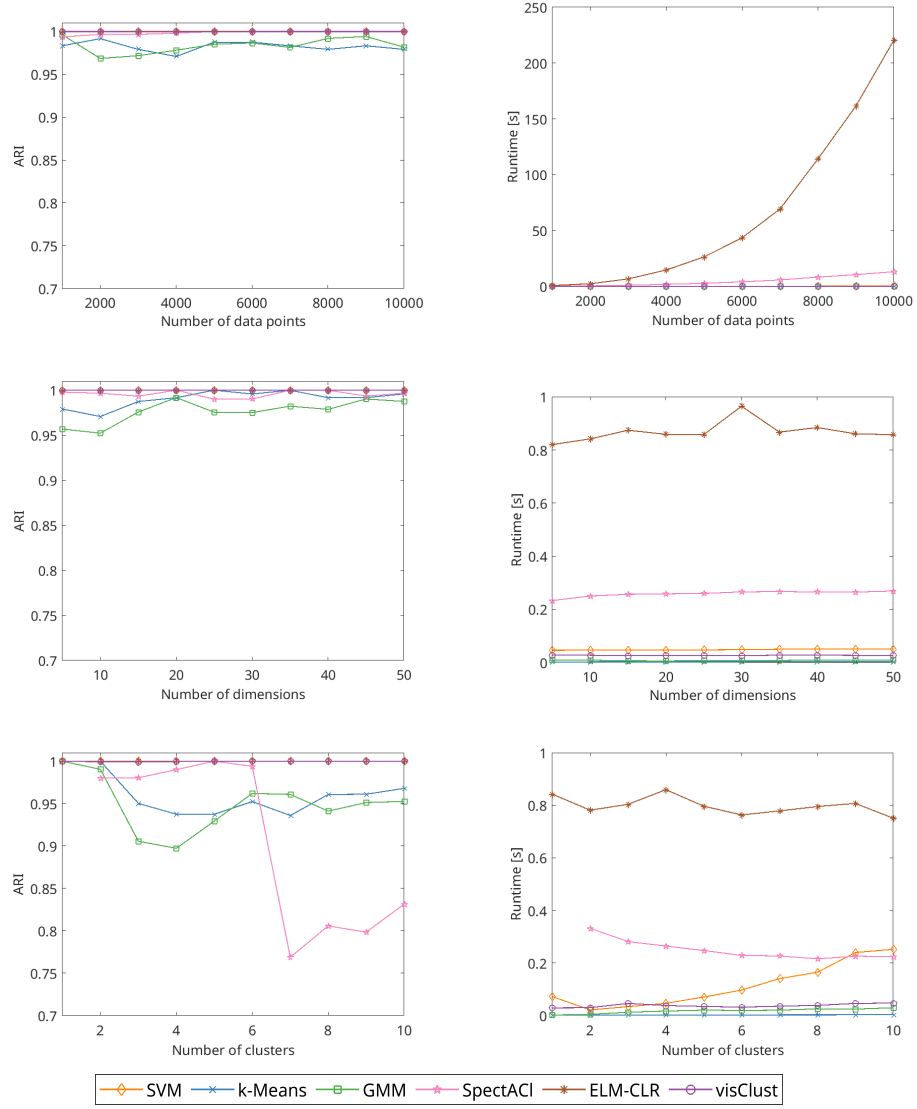 1
0.95
0.9
0.85
0.8
0.75
0.7
ARI
2000 4000 6000 8000 10000
Number of data points
250
200
150
100
50
0
Runtime [s]
2000 4000 6000 8000 10000
Number of data points
1
0.95
0.9
0.85
0.8
0.75
0.7
ARI
10 20 30 40 50
Number of dimensions
1
0.8
0.6
0.4
0.2
0
Runtime [s]
10 20 30 40 50
Number of dimensions
1
0.95
0.9
0.85
0.8
0.75
0.7
ARI
2 4 6 8 10
Number of clusters
1
0.8
0.6
0.4
0.2
0
Runtime [s]
2 4 6 8 10
Number of clusters
SVM k-Means GMM SpectACl ELM-CLR visClust